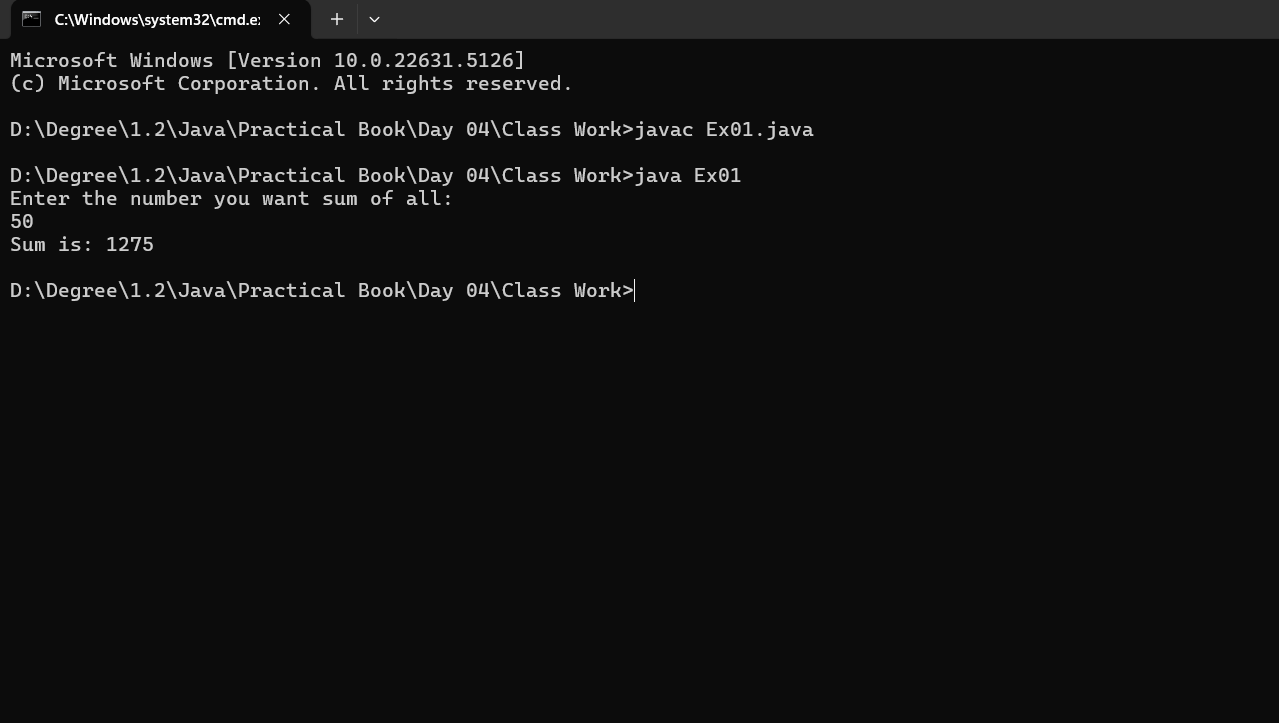 C:\Windows\system32\cmd.e
Microsoft Windows [Version 10.0.22631.5126]
(c) Microsoft Corporation. All rights reserved.
D:\Degree\1.2\Java\Practical Book\Day 04\Class Work>javac Ex01.java
D:\Degree\1.2\Java\Practical Book\Day 04\Class Work>java Ex01
Enter the number you want sum of all:
50
Sum is: 1275
D:\Degree\1.2\Java\Practical Book\Day 04\Class Work>